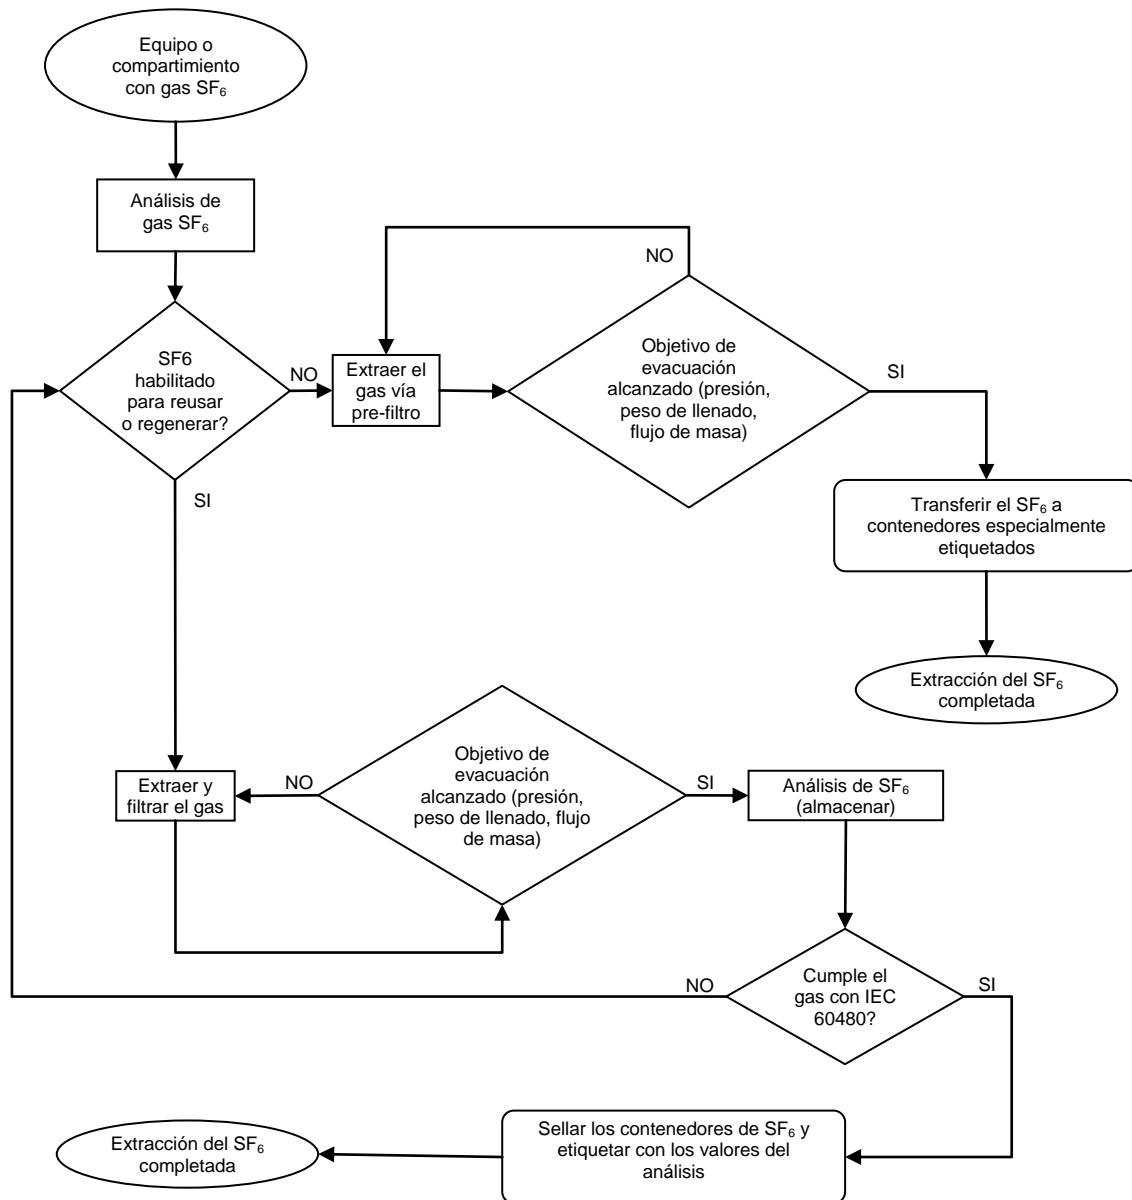 Equipo o
compartimiento
con gas SF₆
Análisis de
gas SF₆
SF6
habilitado
para reusar
o regenerar?
NO
Extraer el
gas vía
pre-filtro
NO
Objetivo de
evacuación
alcanzado (presión,
peso de llenado,
flujo de masa)
SI
Transferir el SF₆ a
contenedores especialmente
etiquetados
Extracción del SF₆
completada
SI
Extraer y
filtrar el gas
NO
Objetivo de
evacuación
alcanzado (presión,
peso de llenado, flujo
de masa)
SI
Análisis de SF₆
(almacenar)
NO
Cumple el
gas con IEC
60480?
SI
Sellar los contenedores de SF₆ y
etiquetar con los valores del
análisis
Extracción del SF₆
completada